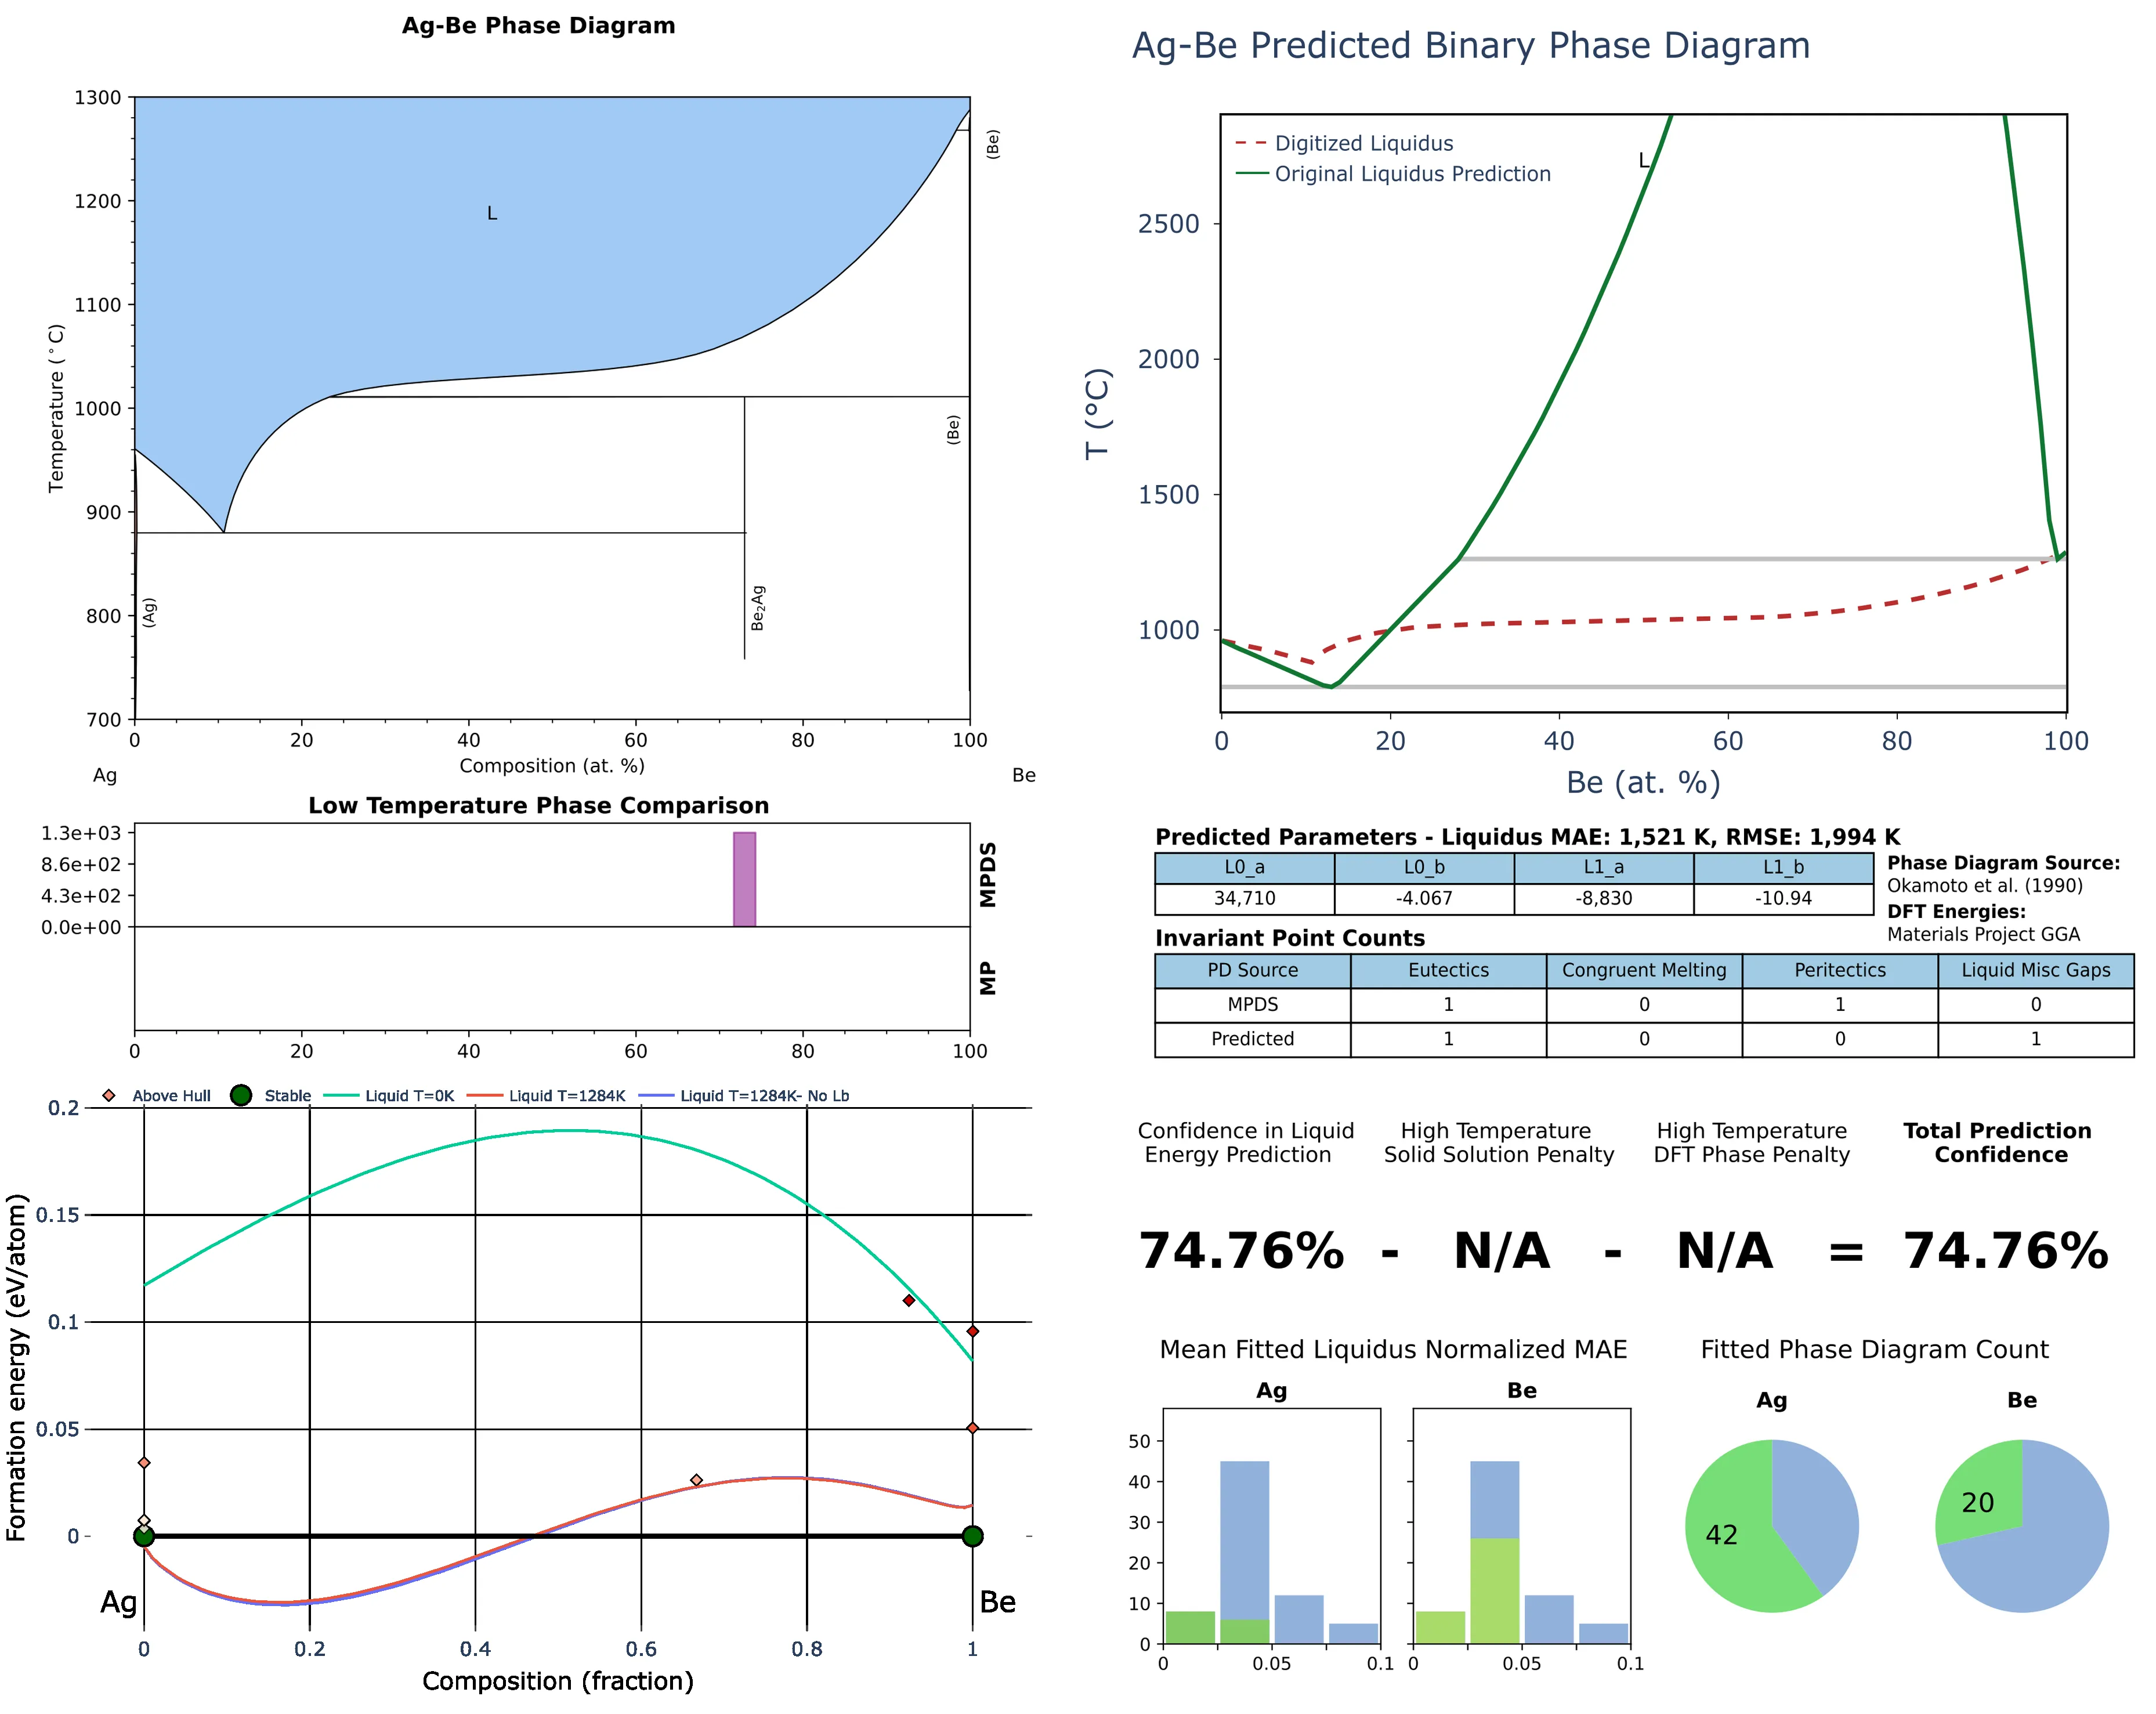 Ag-Be Phase Diagram
1300
1200
1100
1000
900
800
700
Temperature (°C)
L
(Be)
(Be)
(Ag)
Be₂Ag
0 20 40 60 80 100
Composition (at. %)
Ag Be
Low Temperature Phase Comparison
1.3e+03
8.6e+02
4.3e+02
0.0e+00
MPDS
MP
0 20 40 60 80 100
Above Hull Stable Liquid T=0K Liquid T=1284K Liquid T=1284K- No Lb
0.2
0.15
0.1
0.05
0
Formation energy (eV/atom)
Ag Be
0 0.2 0.4 0.6 0.8 1
Composition (fraction)
Ag-Be Predicted Binary Phase Diagram
Digitized Liquidus
Original Liquidus Prediction
L
2500
2000
1500
1000
T (°C)
0 20 40 60 80 100
Be (at. %)
Predicted Parameters - Liquidus MAE: 1,521 K, RMSE: 1,994 K
L0_a L0_b L1_a L1_b
34,710 -4.067 -8,830 -10.94
Phase Diagram Source:
Okamoto et al. (1990)
DFT Energies:
Materials Project GGA
Invariant Point Counts
PD Source Eutectics Congruent Melting Peritectics Liquid Misc Gaps
MPDS 1 0 1 0
Predicted 1 0 0 1
Confidence in Liquid
Energy Prediction
High Temperature
Solid Solution Penalty
High Temperature
DFT Phase Penalty
Total Prediction
Confidence
74.76% - N/A - N/A = 74.76%
Mean Fitted Liquidus Normalized MAE
Ag Be
50
40
30
20
10
0
0 0.05 0.1 0 0.05 0.1
Fitted Phase Diagram Count
Ag Be
42 20